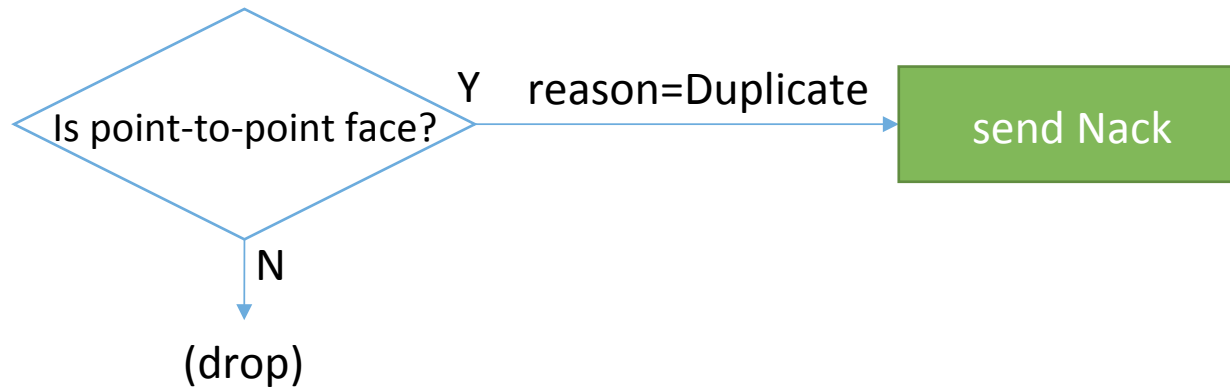 Y
reason=Duplicate
Is point-to-point face?
send Nack
N
(drop)